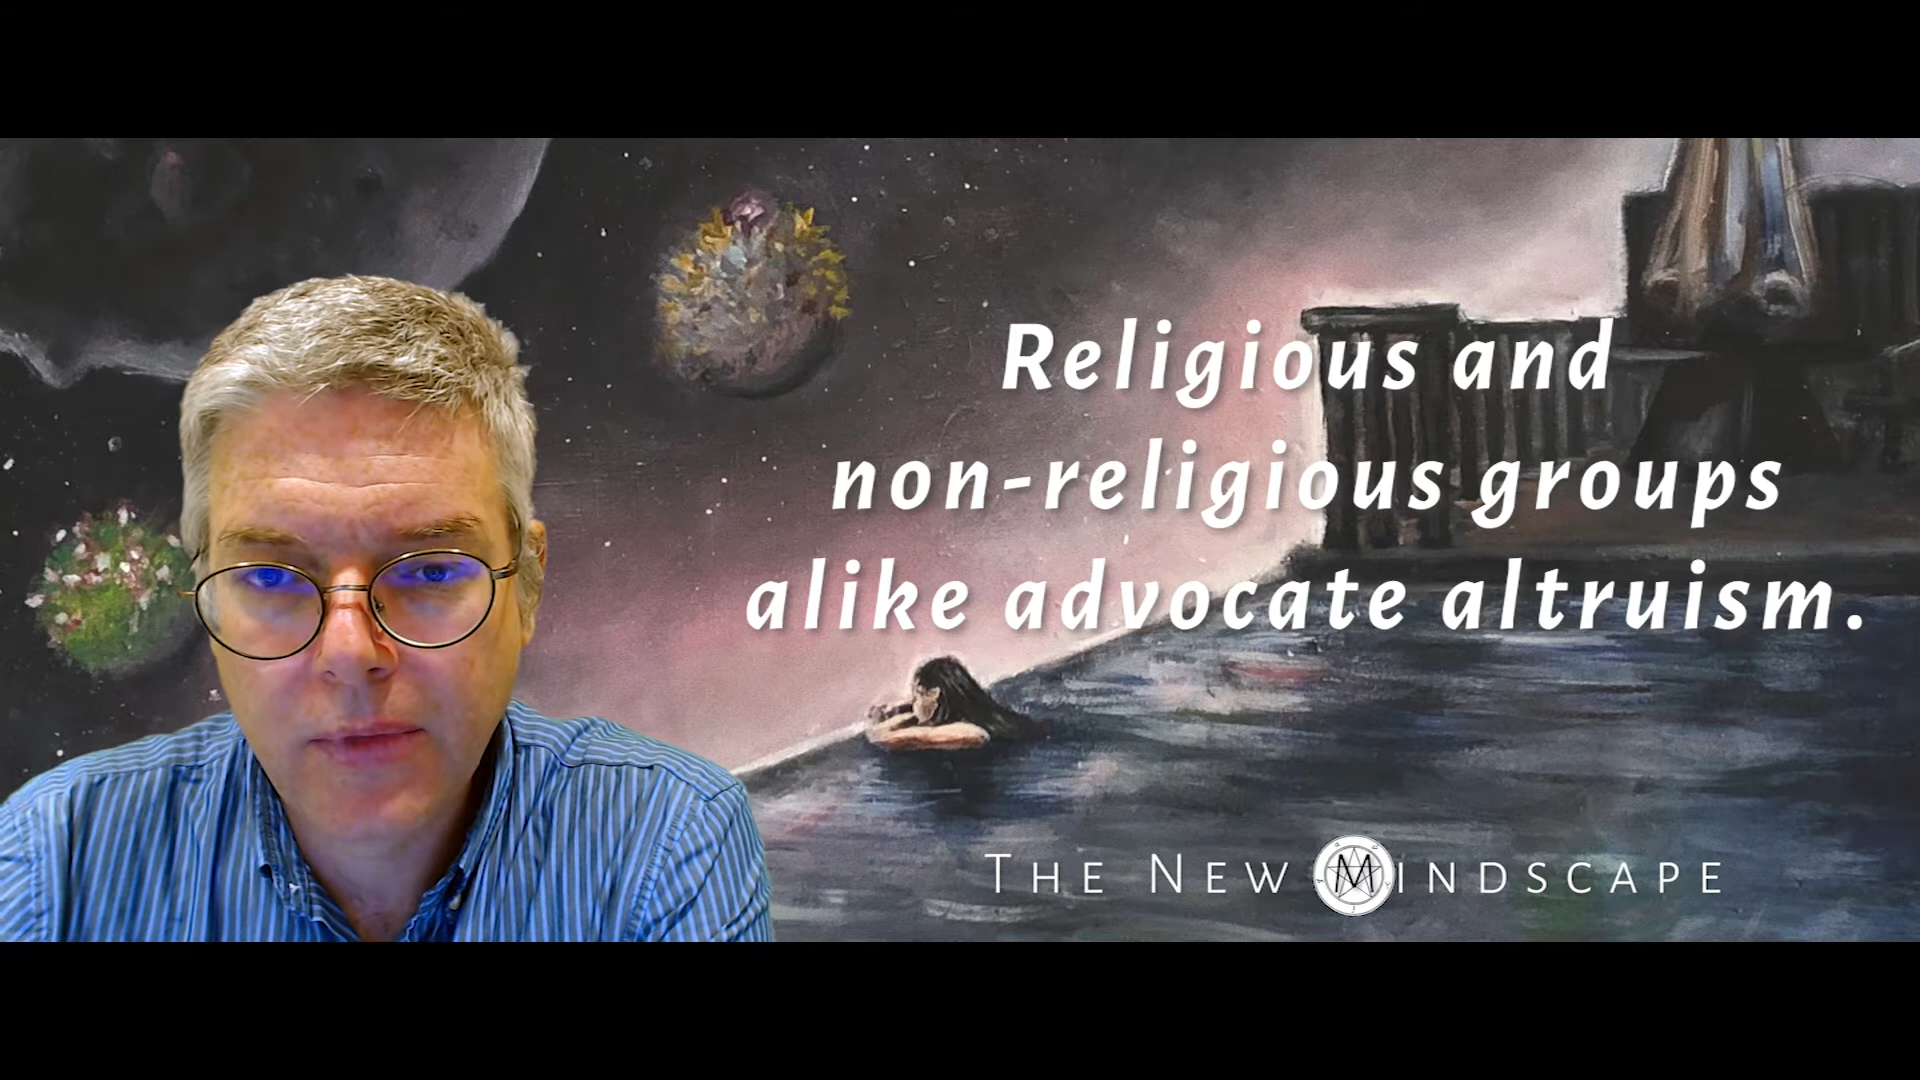 Religious and
non-religious groups
alike advocate altruism.
THE NEW MINDSCAPE